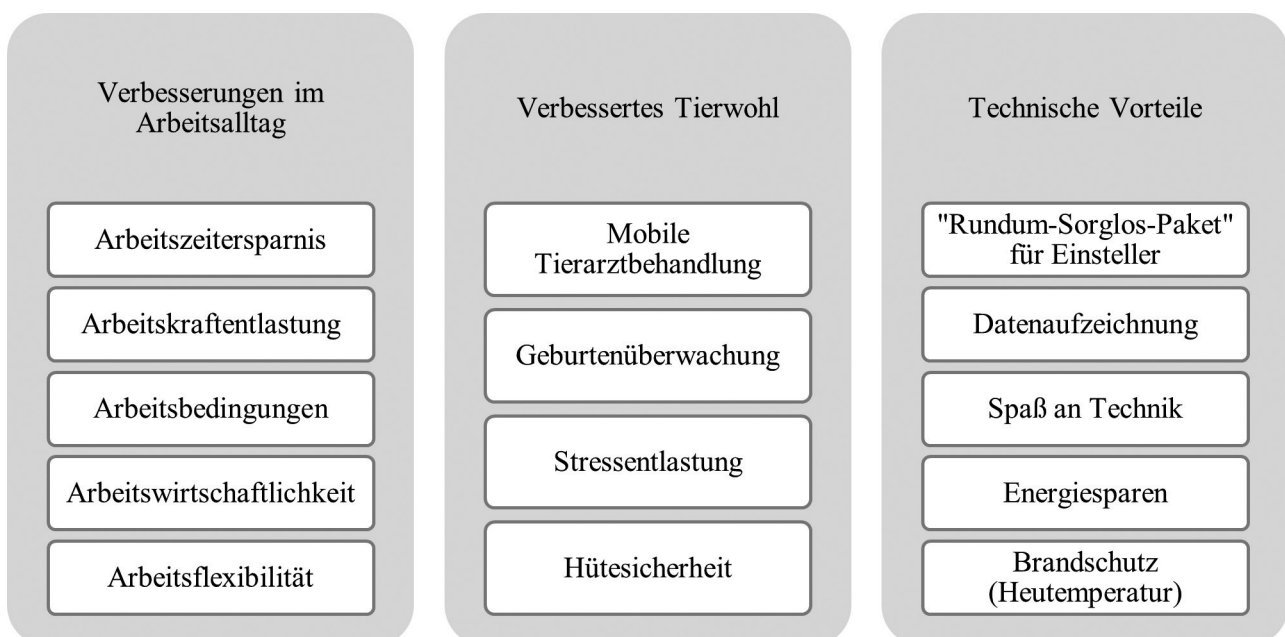 Verbesserungen im
Arbeitsalltag
Arbeitszeitersparnis
Arbeitskraftentlastung
Arbeitsbedingungen
Arbeitswirtschaftlichkeit
Arbeitsflexibilität
Verbessertes Tierwohl
Mobile
Tierarztbehandlung
Geburtenüberwachung
Stressentlastung
Hütesicherheit
Technische Vorteile
"Rundum-Sorglos-Paket"
für Einsteller
Datenaufzeichnung
Spaß an Technik
Energiesparen
Brandschutz
(Heutemperatur)